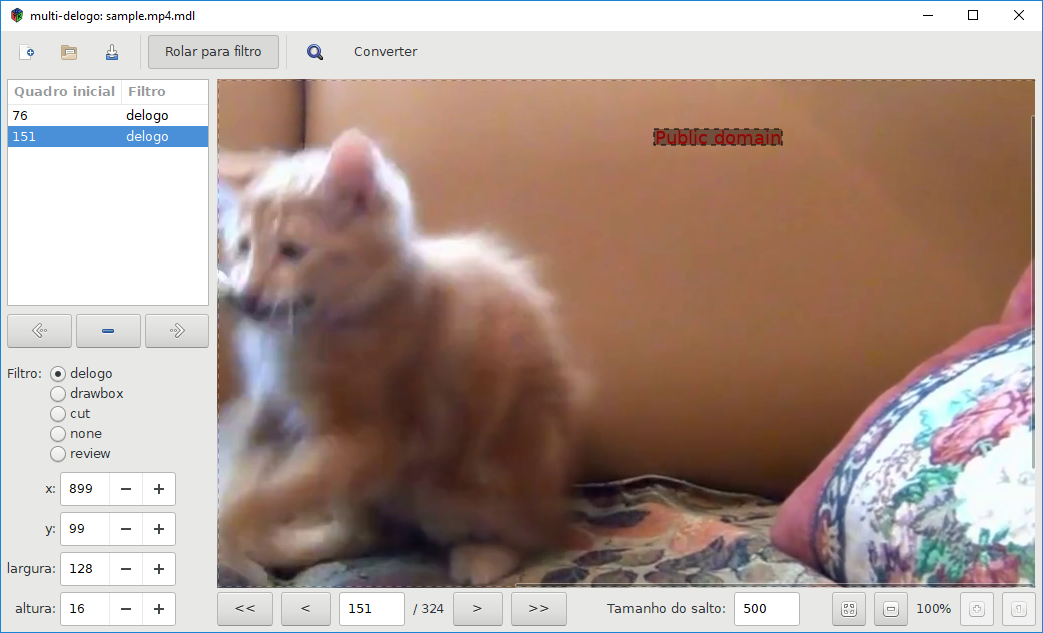 multi-delogo: sample.mp4.mdl
Rolar para filtro
Converter
Quadro inicial Filtro
76 delogo
151 delogo
Public domain
Filtro: delogo
drawbox
cut
none
review
x: 899
y: 99
largura: 128
altura: 16
<< < 151 / 324 > >> Tamanho do salto: 500 100%